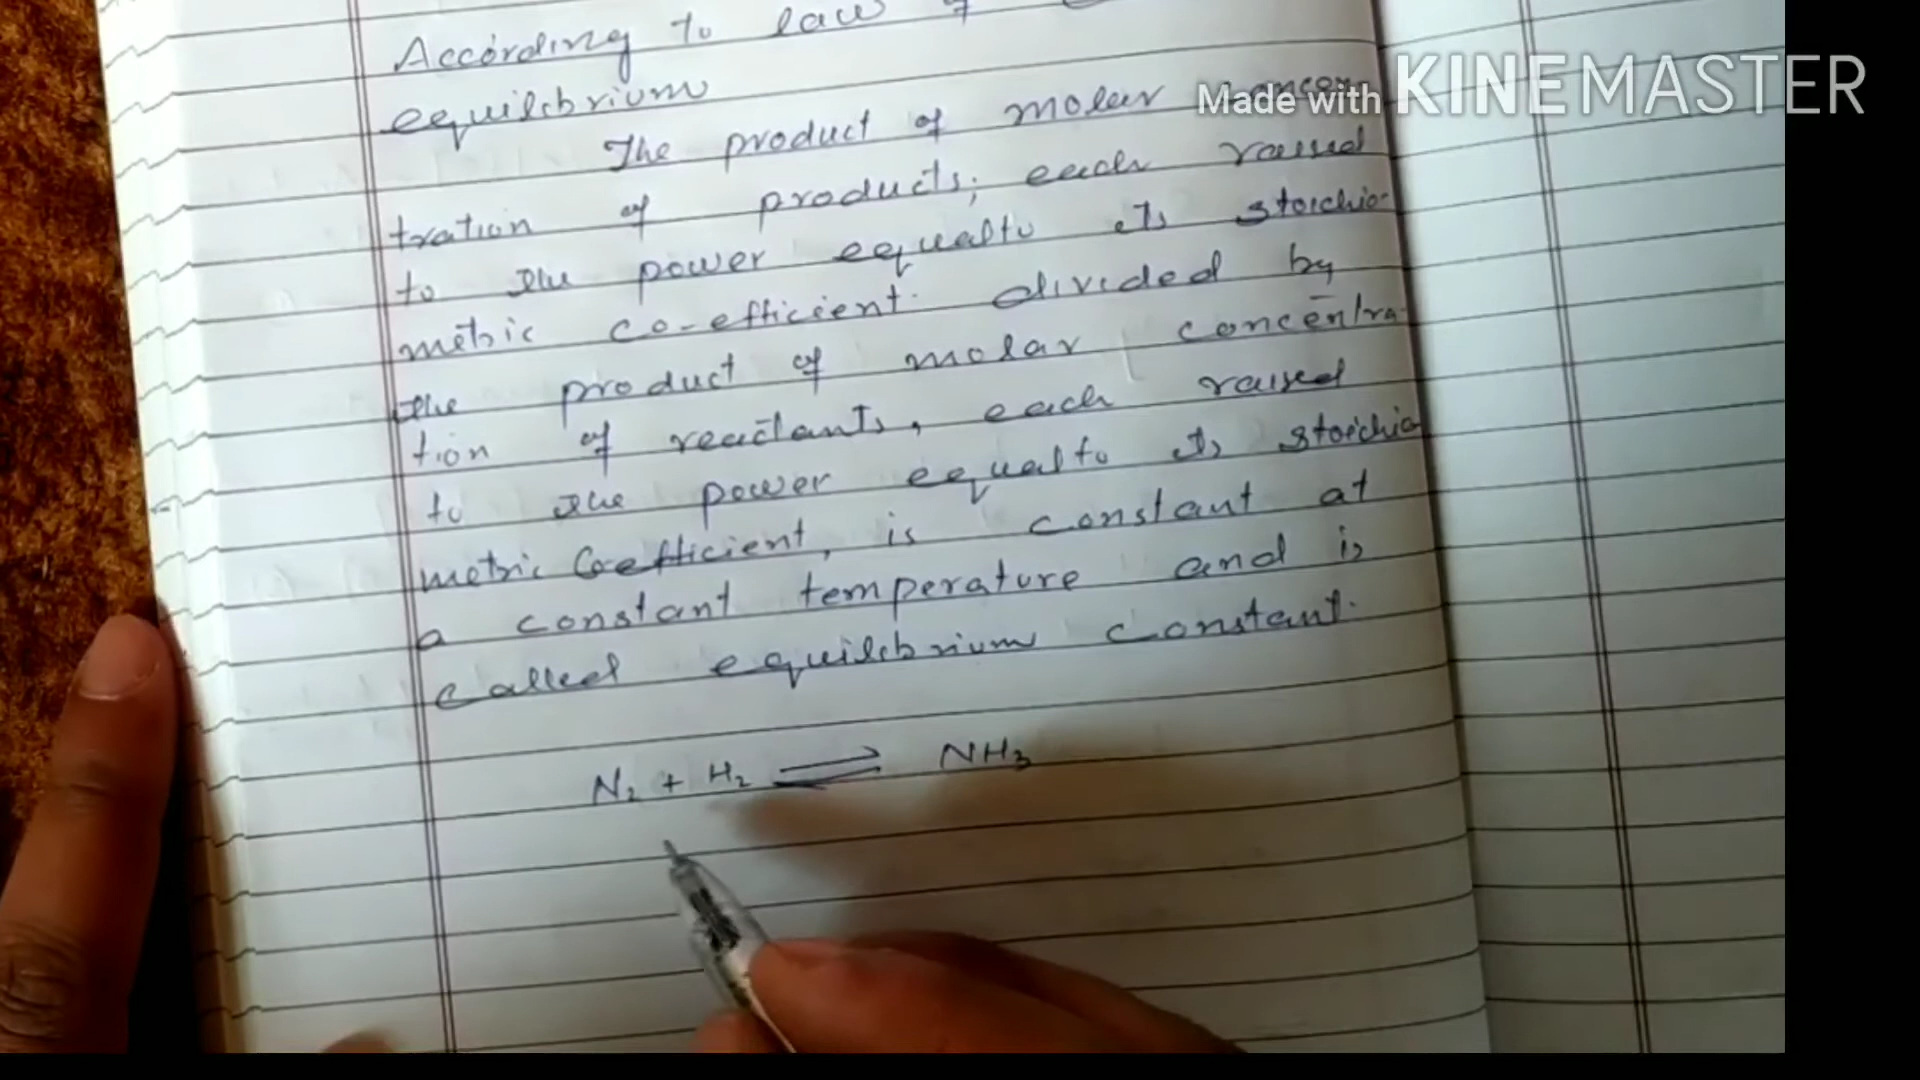 According to law of
equilibrium
The product of molar concen
Made with KINEMASTER
tration of products, each raised
to the power equal to its stoichio-
metric co-efficient divided by
the product of molar concentra-
tion of reactants, each raised
to the power equal to its stoichio
metric Coefficient, is constant at
a constant temperature and is
called equilibrium constant.
N₂ + H₂ ⇌ NH₃